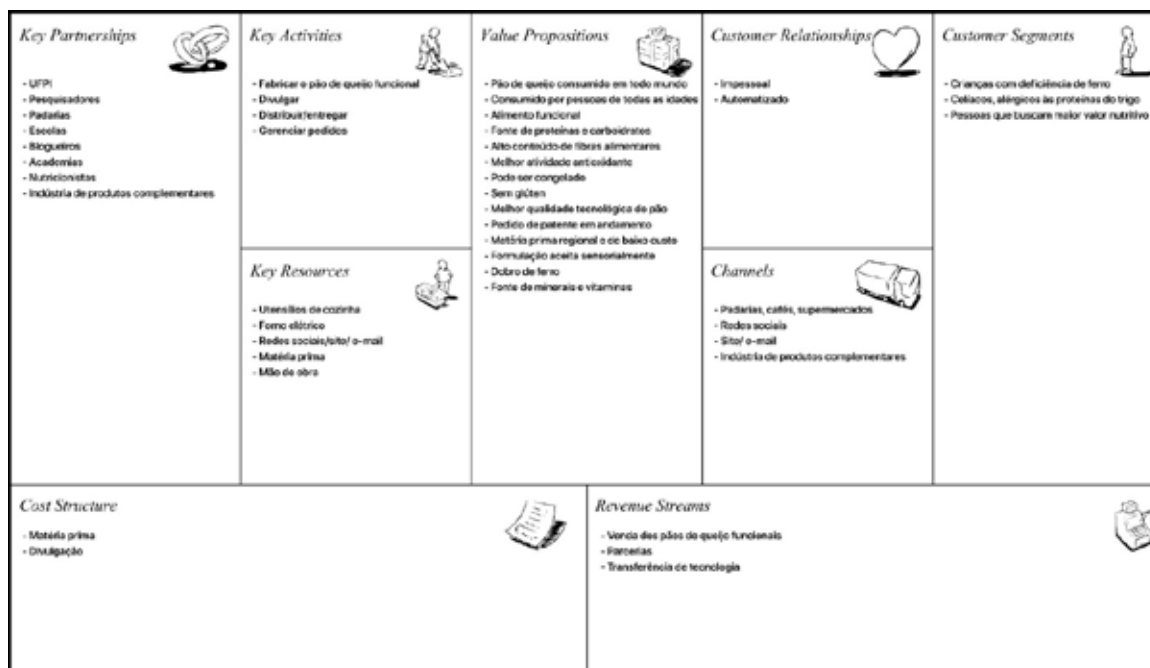 Key Partnerships
- UFPI
- Pesquisadores
- Padarias
- Escolas
- Blogueiros
- Academias
- Nutricionistas
- Indústria de produtos complementares
Key Activities
- Fabricar o pão de queijo funcional
- Divulgar
- Distribuir/entregar
- Gerenciar pedidos
Key Resources
- Utensílios de cozinha
- Forno elétrico
- Redes sociais/site/ e-mail
- Matéria prima
- Mão de obra
Value Propositions
- Pão de queijo consumido em todo mundo
- Consumido por pessoas de todas as idades
- Alimento funcional
- Fonte de proteínas e carboidratos
- Alto conteúdo de fibras alimentares
- Melhor atividade antioxidante
- Pode ser congelado
- Sem glúten
- Melhor qualidade tecnológica do pão
- Pedido de patente em andamento
- Matéria prima regional e de baixo custo
- Formulação aceita sensorialmente
- Dobro de ferro
- Fonte de minerais e vitaminas
Customer Relationships
- Impessoal
- Automatizado
Channels
- Padarias, cafés, supermercados
- Redes sociais
- Site/ e-mail
- Indústria de produtos complementares
Customer Segments
- Crianças com deficiência de ferro
- Celíacos, alérgicos às proteínas do trigo
- Pessoas que buscam maior valor nutritivo
Cost Structure
- Matéria prima
- Divulgação
Revenue Streams
- Venda dos pães de queijo funcionais
- Parcerias
- Transferência de tecnologia